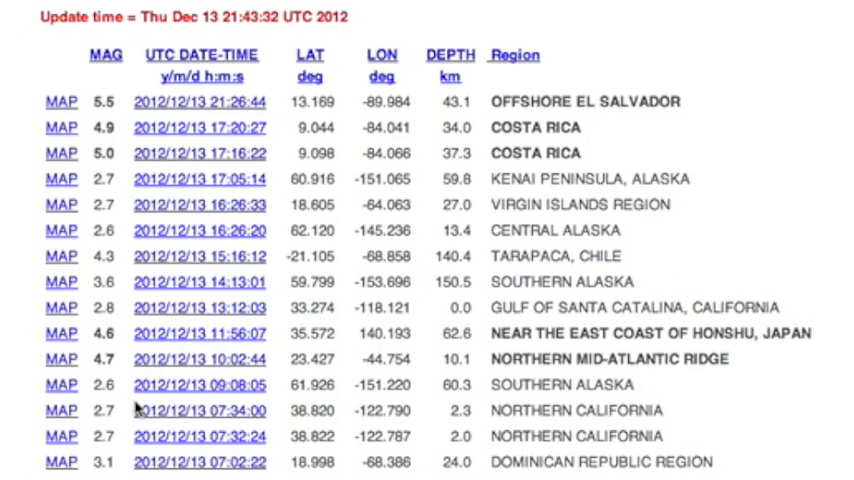 Update time = Thu Dec 13 21:43:32 UTC 2012
MAG UTC DATE-TIME LAT LON DEPTH Region
y/m/d h:m:s deg deg km
MAP 5.5 2012/12/13 21:26:44 13.169 -89.984 43.1 OFFSHORE EL SALVADOR
MAP 4.9 2012/12/13 17:20:27 9.044 -84.041 34.0 COSTA RICA
MAP 5.0 2012/12/13 17:16:22 9.098 -84.066 37.3 COSTA RICA
MAP 2.7 2012/12/13 17:05:14 60.916 -151.065 59.8 KENAI PENINSULA, ALASKA
MAP 2.7 2012/12/13 16:26:33 18.605 -64.063 27.0 VIRGIN ISLANDS REGION
MAP 2.6 2012/12/13 16:26:20 62.120 -145.236 13.4 CENTRAL ALASKA
MAP 4.3 2012/12/13 15:16:12 -21.105 -68.858 140.4 TARAPACA, CHILE
MAP 3.6 2012/12/13 14:13:01 59.799 -153.696 150.5 SOUTHERN ALASKA
MAP 2.8 2012/12/13 13:12:03 33.274 -118.121 0.0 GULF OF SANTA CATALINA, CALIFORNIA
MAP 4.6 2012/12/13 11:56:07 35.572 140.193 62.6 NEAR THE EAST COAST OF HONSHU, JAPAN
MAP 4.7 2012/12/13 10:02:44 23.427 -44.754 10.1 NORTHERN MID-ATLANTIC RIDGE
MAP 2.6 2012/12/13 09:08:05 61.926 -151.220 60.3 SOUTHERN ALASKA
MAP 2.7 2012/12/13 07:34:00 38.820 -122.790 2.3 NORTHERN CALIFORNIA
MAP 2.7 2012/12/13 07:32:24 38.822 -122.787 2.0 NORTHERN CALIFORNIA
MAP 3.1 2012/12/13 07:02:22 18.998 -68.386 24.0 DOMINICAN REPUBLIC REGION